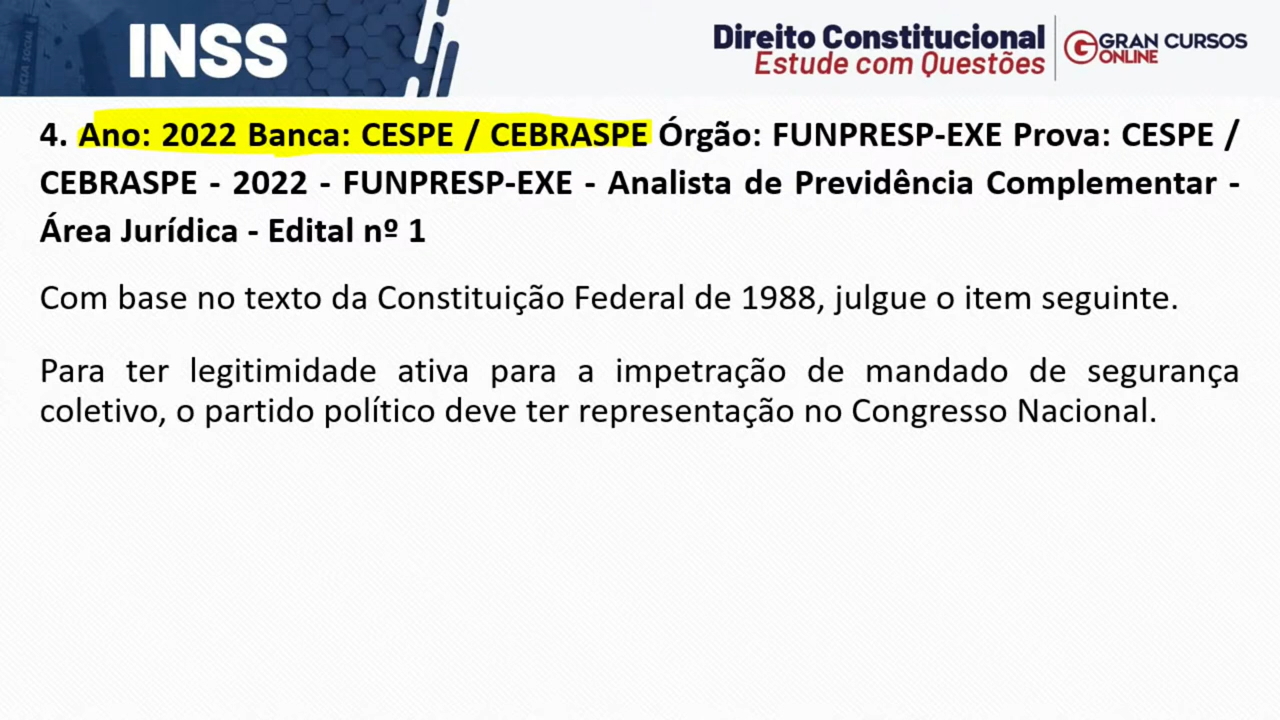 INSS
Direito Constitucional
Estude com Questões
GRAN CURSOS
ONLINE
4. Ano: 2022 Banca: CESPE / CEBRASPE Órgão: FUNPRESP-EXE Prova: CESPE /
CEBRASPE - 2022 - FUNPRESP-EXE - Analista de Previdência Complementar -
Área Jurídica - Edital nº 1
Com base no texto da Constituição Federal de 1988, julgue o item seguinte.
Para ter legitimidade ativa para a impetração de mandado de segurança
coletivo, o partido político deve ter representação no Congresso Nacional.